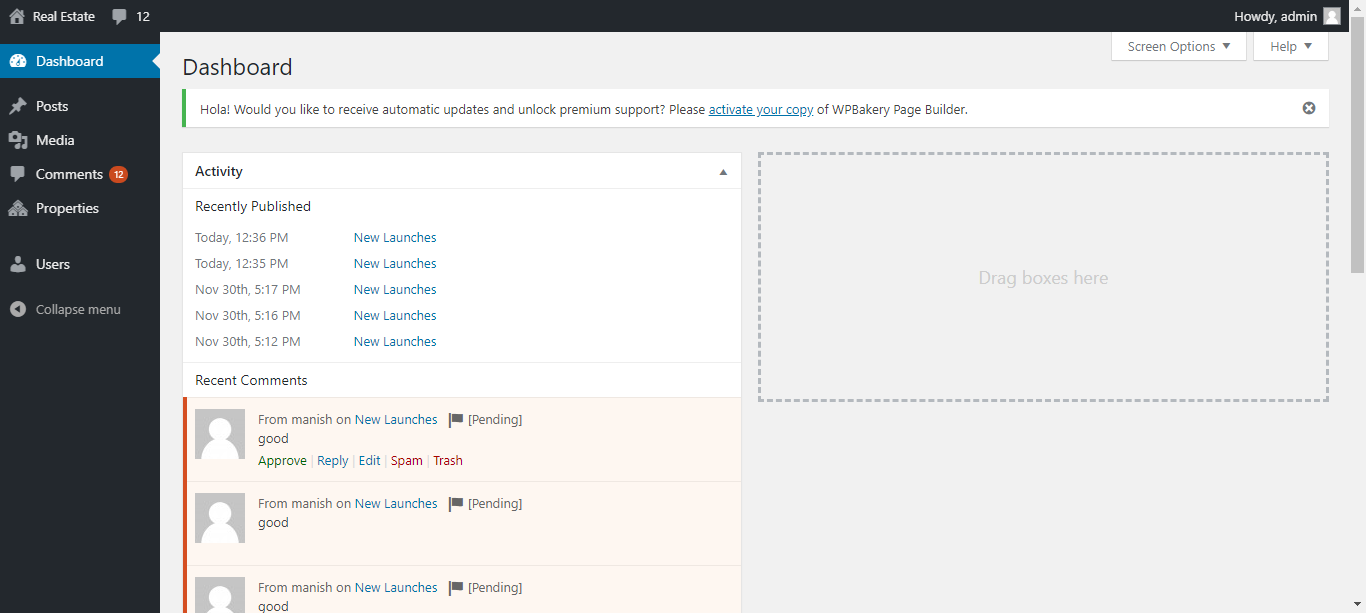 Real Estate 12 Howdy, admin
Screen Options Help
Dashboard
Posts
Media
Comments 12
Properties
Users
Collapse menu
Dashboard
Hola! Would you like to receive automatic updates and unlock premium support? Please activate your copy of WPBakery Page Builder.
Activity
Recently Published
Today, 12:36 PM New Launches
Today, 12:35 PM New Launches
Nov 30th, 5:17 PM New Launches
Nov 30th, 5:16 PM New Launches
Nov 30th, 5:12 PM New Launches
Recent Comments
From manish on New Launches [Pending]
good
Approve | Reply | Edit | Spam | Trash
From manish on New Launches [Pending]
good
From manish on New Launches [Pending]
good
Drag boxes here